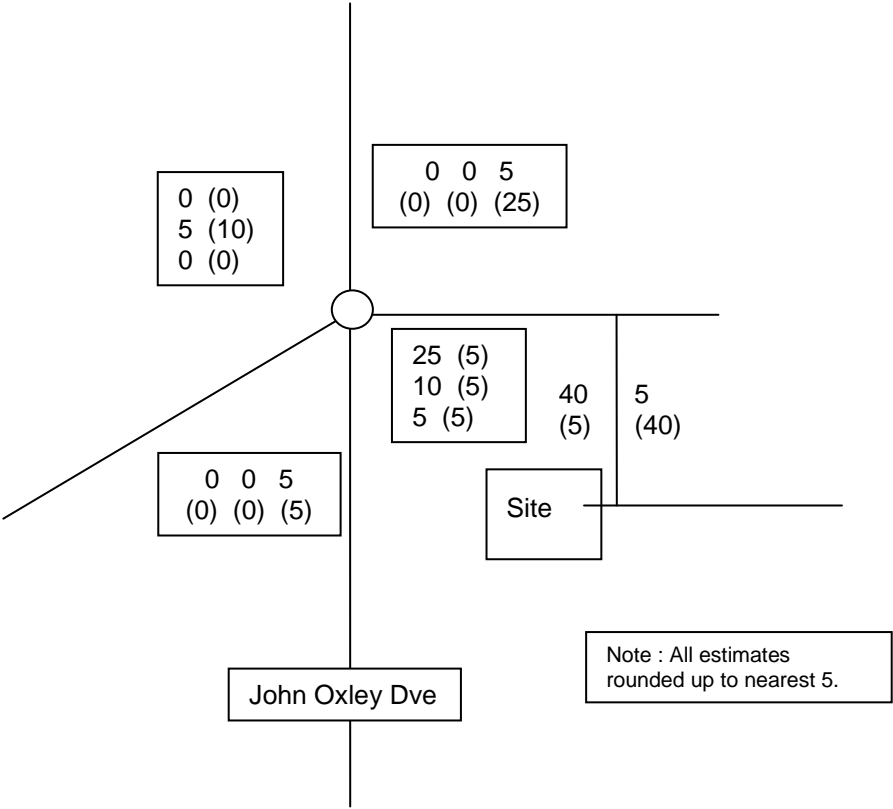 0 0 5
(0) (0) (25)
0 (0)
5 (10)
0 (0)
25 (5)
10 (5)
5 (5)
40
(5)
5
(40)
0 0 5
(0) (0) (5)
Site
Note : All estimates
rounded up to nearest 5.
John Oxley Dve